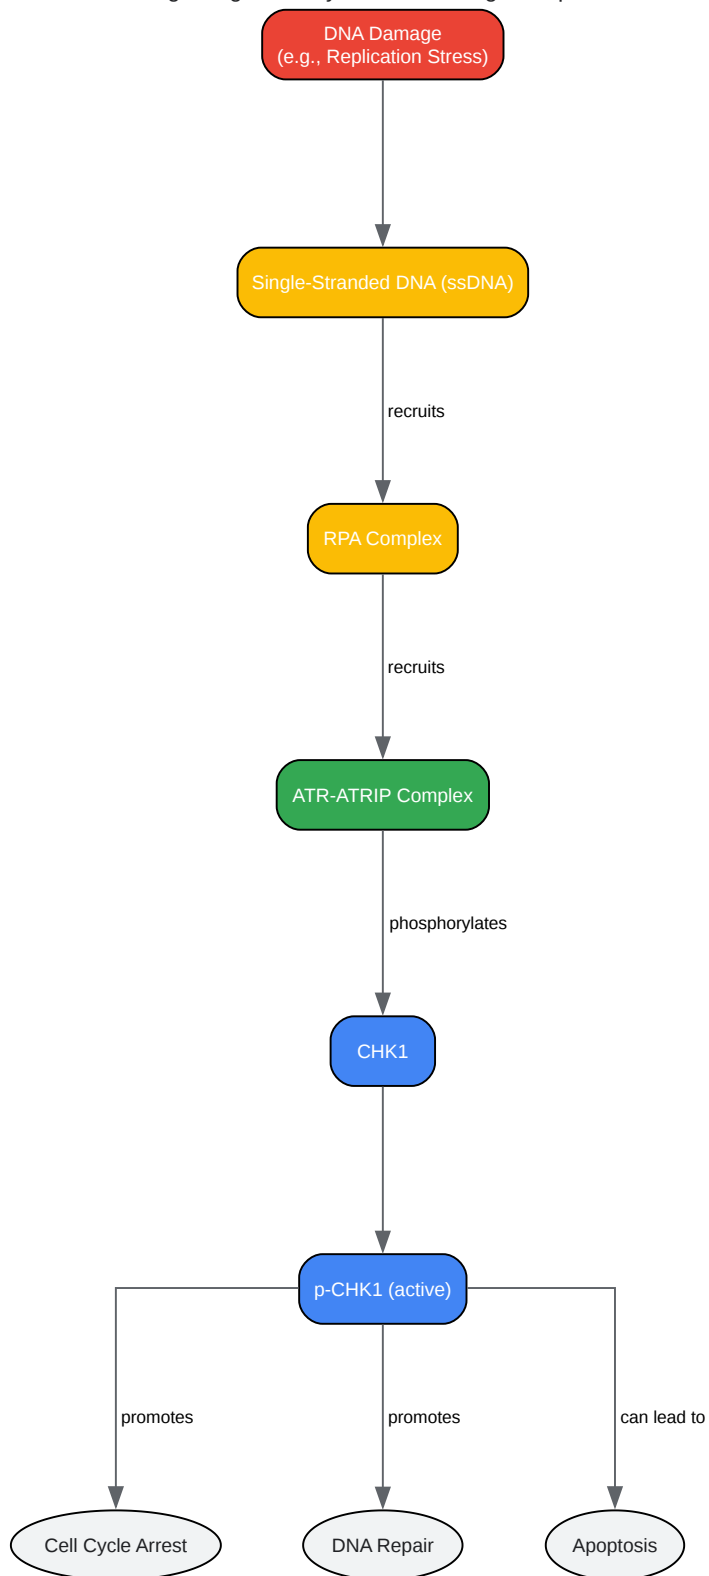 DNA Damage
(e.g., Replication Stress)
Single-Stranded DNA (ssDNA)
recruits
RPA Complex
recruits
ATR-ATRIP Complex
phosphorylates
CHK1
p-CHK1 (active)
promotes
promotes
can lead to
Cell Cycle Arrest
DNA Repair
Apoptosis